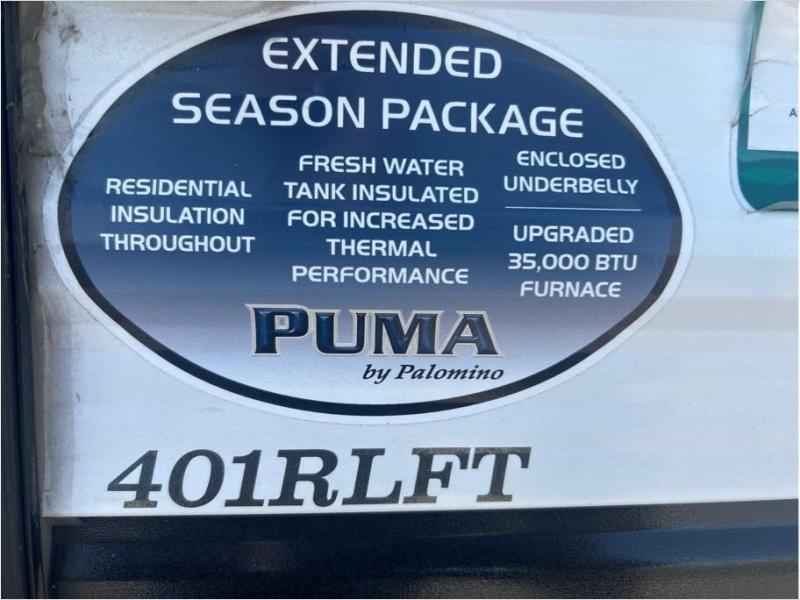 EXTENDED
SEASON PACKAGE
RESIDENTIAL
INSULATION
THROUGHOUT
FRESH WATER
TANK INSULATED
FOR INCREASED
THERMAL
PERFORMANCE
ENCLOSED
UNDERBELLY
UPGRADED
35,000 BTU
FURNACE
PUMA
by Palomino
401RLFT
A